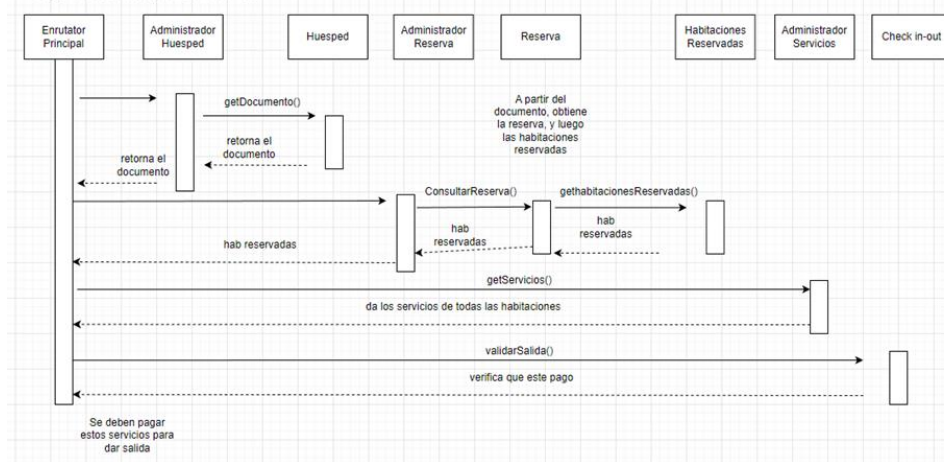 Enrutator
Principal
Administrador
Huesped
Huesped
Administrador
Reserva
Reserva
Habitaciones
Reservadas
Administrador
Servicios
Check in-out
getDocumento()
A partir del
documento, obtiene
la reserva, y luego
las habitaciones
reservadas
retorna el
documento
retorna el
documento
ConsultarReserva()
gethabitacionesReservadas()
hab
reservadas
hab
reservadas
hab reservadas
getServicios()
da los servicios de todas las habitaciones
validarSalida()
verifica que este pago
Se deben pagar
estos servicios para
dar salida